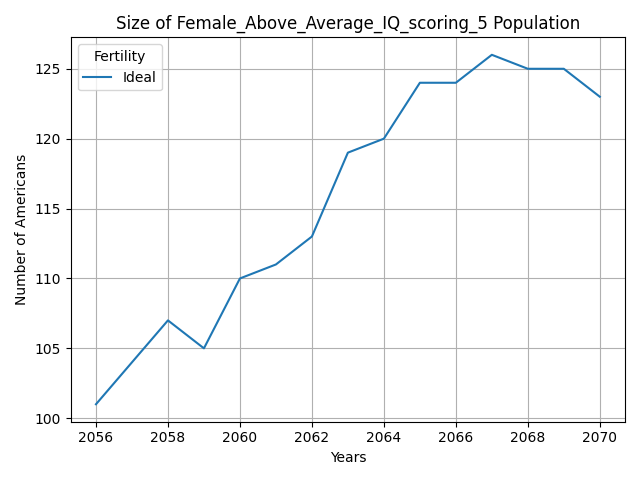 Size of Female_Above_Average_IQ_scoring_5 Population
Fertility
Ideal
Number of Americans
125
120
115
110
105
100
2056 2058 2060 2062 2064 2066 2068 2070
Years